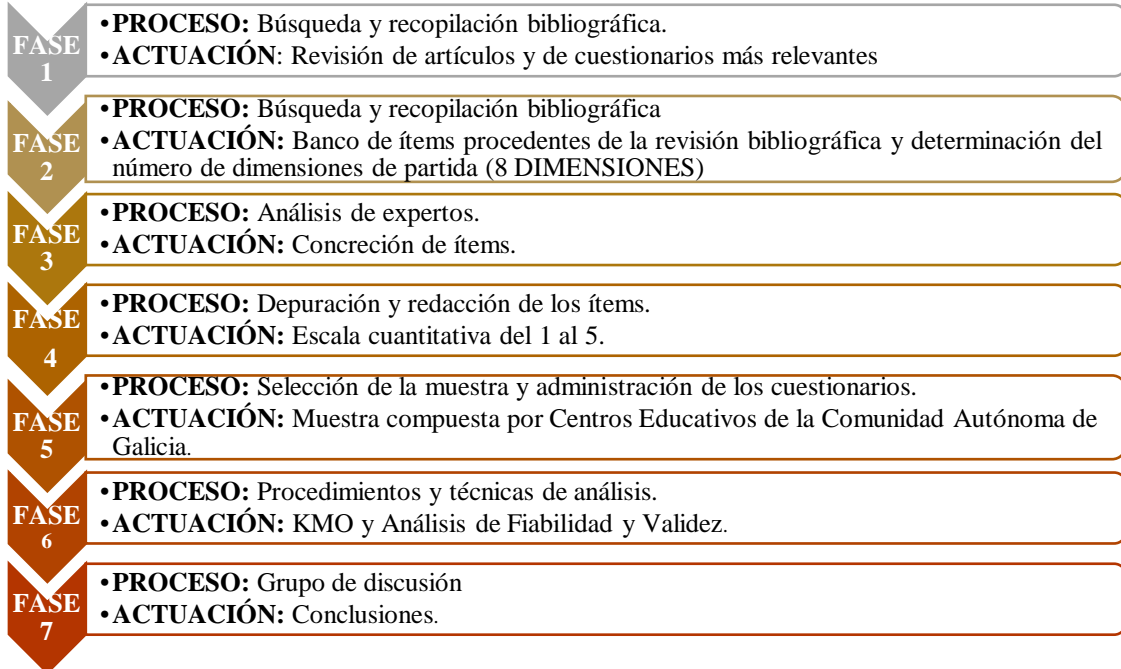 FASE
1
•PROCESO: Búsqueda y recopilación bibliográfica.
•ACTUACIÓN: Revisión de artículos y de cuestionarios más relevantes
FASE
2
•PROCESO: Búsqueda y recopilación bibliográfica
•ACTUACIÓN: Banco de ítems procedentes de la revisión bibliográfica y determinación del
número de dimensiones de partida (8 DIMENSIONES)
FASE
3
•PROCESO: Análisis de expertos.
•ACTUACIÓN: Concreción de ítems.
FASE
4
•PROCESO: Depuración y redacción de los ítems.
•ACTUACIÓN: Escala cuantitativa del 1 al 5.
FASE
5
•PROCESO: Selección de la muestra y administración de los cuestionarios.
•ACTUACIÓN: Muestra compuesta por Centros Educativos de la Comunidad Autónoma de
Galicia.
FASE
6
•PROCESO: Procedimientos y técnicas de análisis.
•ACTUACIÓN: KMO y Análisis de Fiabilidad y Validez.
FASE
7
•PROCESO: Grupo de discusión
•ACTUACIÓN: Conclusiones.